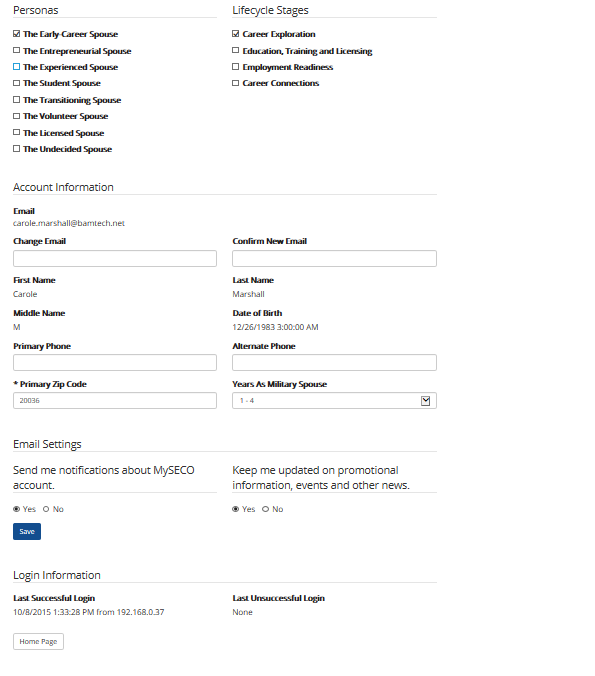 Personas
Lifecycle Stages
The Early-Career Spouse
Career Exploration
The Entrepreneurial Spouse
Education, Training and Licensing
The Experienced Spouse
Employment Readiness
The Student Spouse
Career Connections
The Transitioning Spouse
The Volunteer Spouse
The Licensed Spouse
The Undecided Spouse
Account Information
Email
carole.marshall@bamtech.net
Change Email
Confirm New Email
First Name
Last Name
Carole
Marshall
Middle Name
Date of Birth
M
12/26/1983 3:00:00 AM
Primary Phone
Alternate Phone
* Primary Zip Code
Years As Military Spouse
20036
1 - 4
Email Settings
Send me notifications about MySECO
account.
Keep me updated on promotional
information, events and other news.
Yes No
Yes No
Save
Login Information
Last Successful Login
Last Unsuccessful Login
10/8/2015 1:33:28 PM from 192.168.0.37
None
Home Page